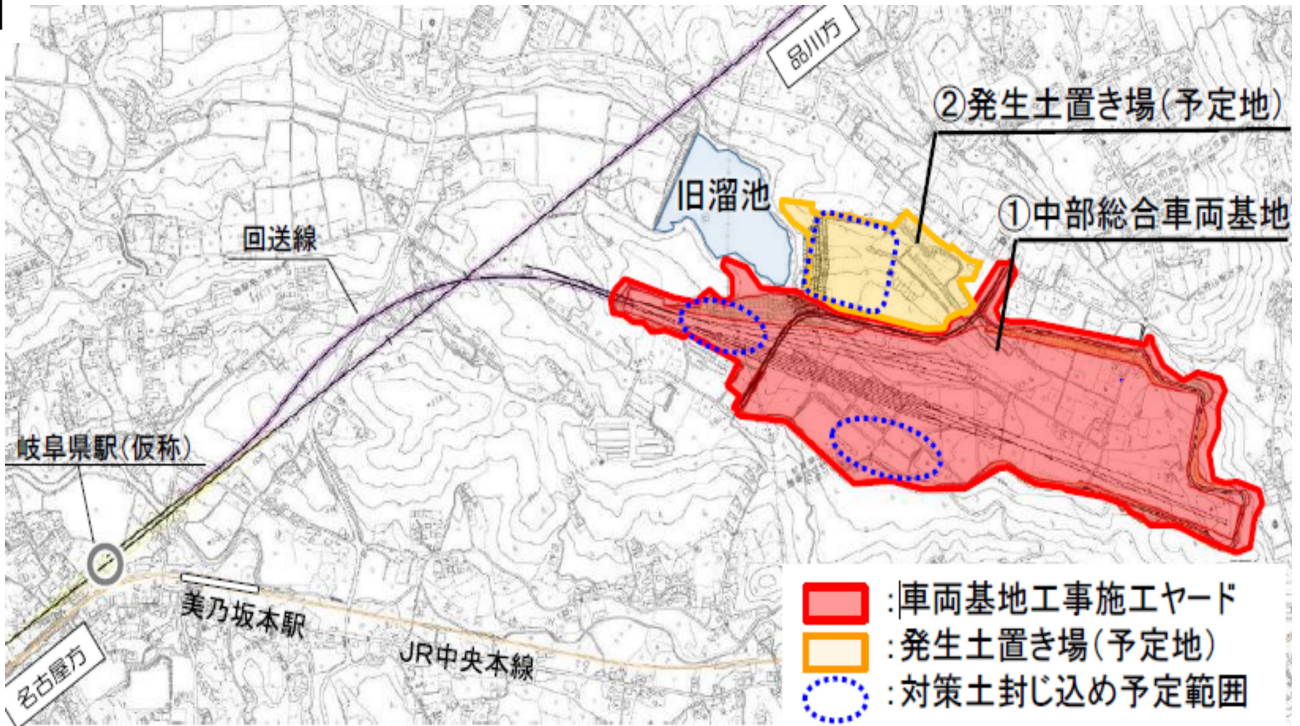 品川方
②発生土置き場(予定地)
旧溜池
①中部総合車両基地
回送線
岐阜県駅(仮称)
美乃坂本駅
JR中央本線
名古屋方
:車両基地工事施工ヤード
:発生土置き場(予定地)
:対策土封じ込め予定範囲